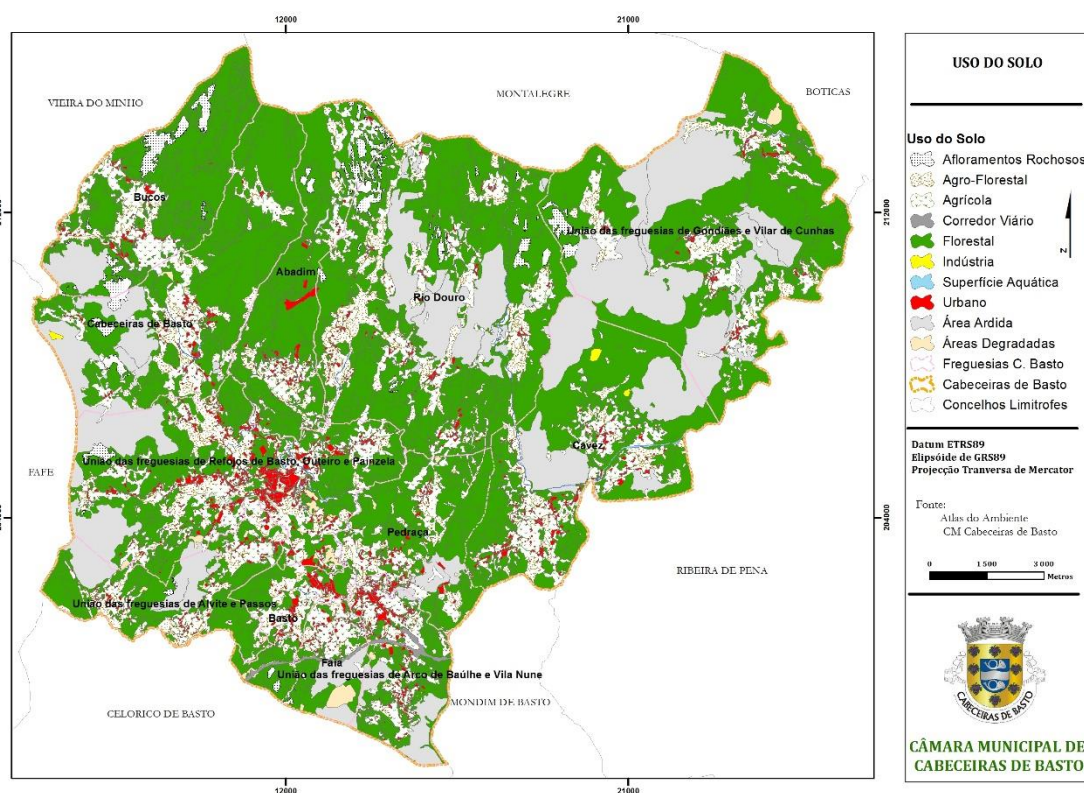 12000
21000
VIEIRA DO MINHO
MONTALEGRE
BOTICAS
Bucos
212000
União das freguesias de Gondiães e Vilar de Cunhas
Abadim
Rio Douro
Cabeceiras de Basto
Cavez
União das freguesias de Refojos de Basto, Outeiro e Painzela
FAFE
204000
Pedraça
RIBEIRA DE PENA
União das freguesias de Alvite e Passos
Basto
Faia
União das freguesias de Arco de Baúlhe e Vila Nune
MONDIM DE BASTO
CELORICO DE BASTO
12000
21000
USO DO SOLO
Uso do Solo
Afloramentos Rochosos
Agro-Florestal
Agrícola
Corredor Viário
Florestal
Indústria
Superfície Aquática
Urbano
Área Ardida
Áreas Degradadas
Freguesias C. Basto
Cabeceiras de Basto
Concelhos Limitrofes
N
Datum ETRS89
Elipsóide de GRS89
Projecção Tranversa de Mercator
Fonte:
Atlas do Ambiente
CM Cabeceiras de Basto
0 1 500 3 000
Metros
CABECEIRAS DE BASTO
CÂMARA MUNICIPAL DE
CABECEIRAS DE BASTO